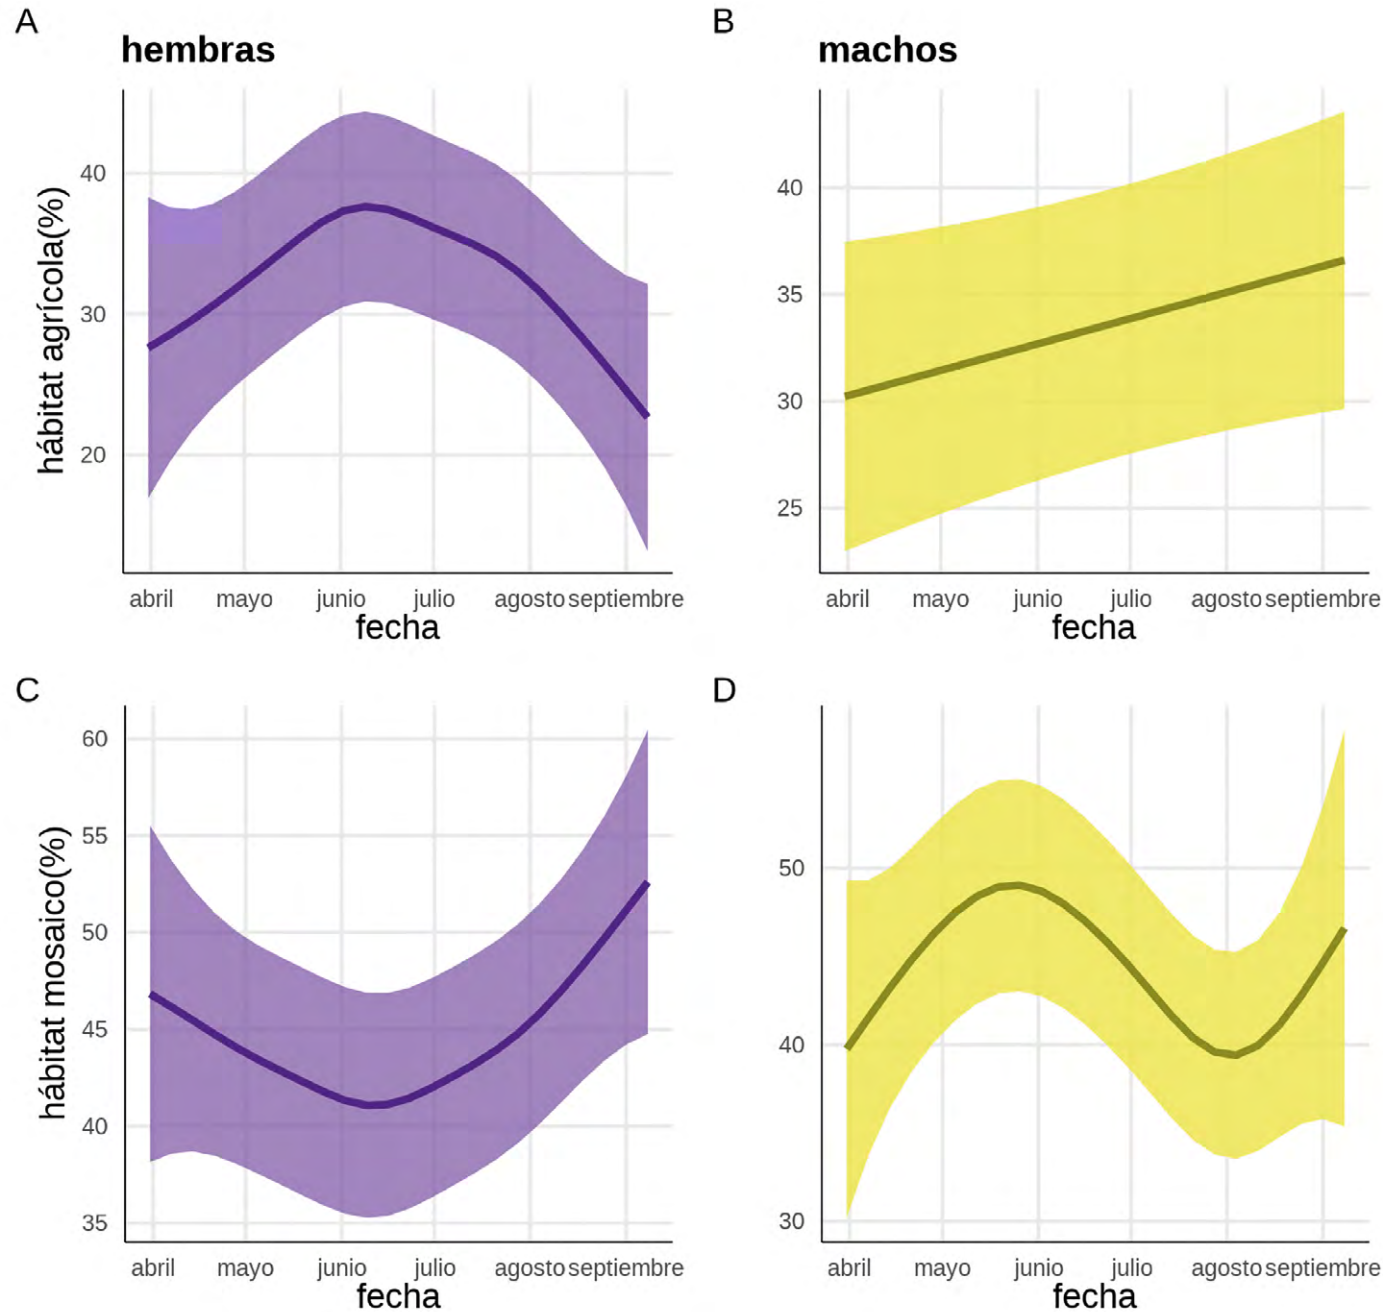 A
hembras
hábitat agrícola(%)
40
30
20
abril mayo junio julio agosto septiembre
fecha
B
machos
40
35
30
25
abril mayo junio julio agosto septiembre
fecha
C
hábitat mosaico(%)
60
55
50
45
40
35
abril mayo junio julio agosto septiembre
fecha
D
50
40
30
abril mayo junio julio agosto septiembre
fecha